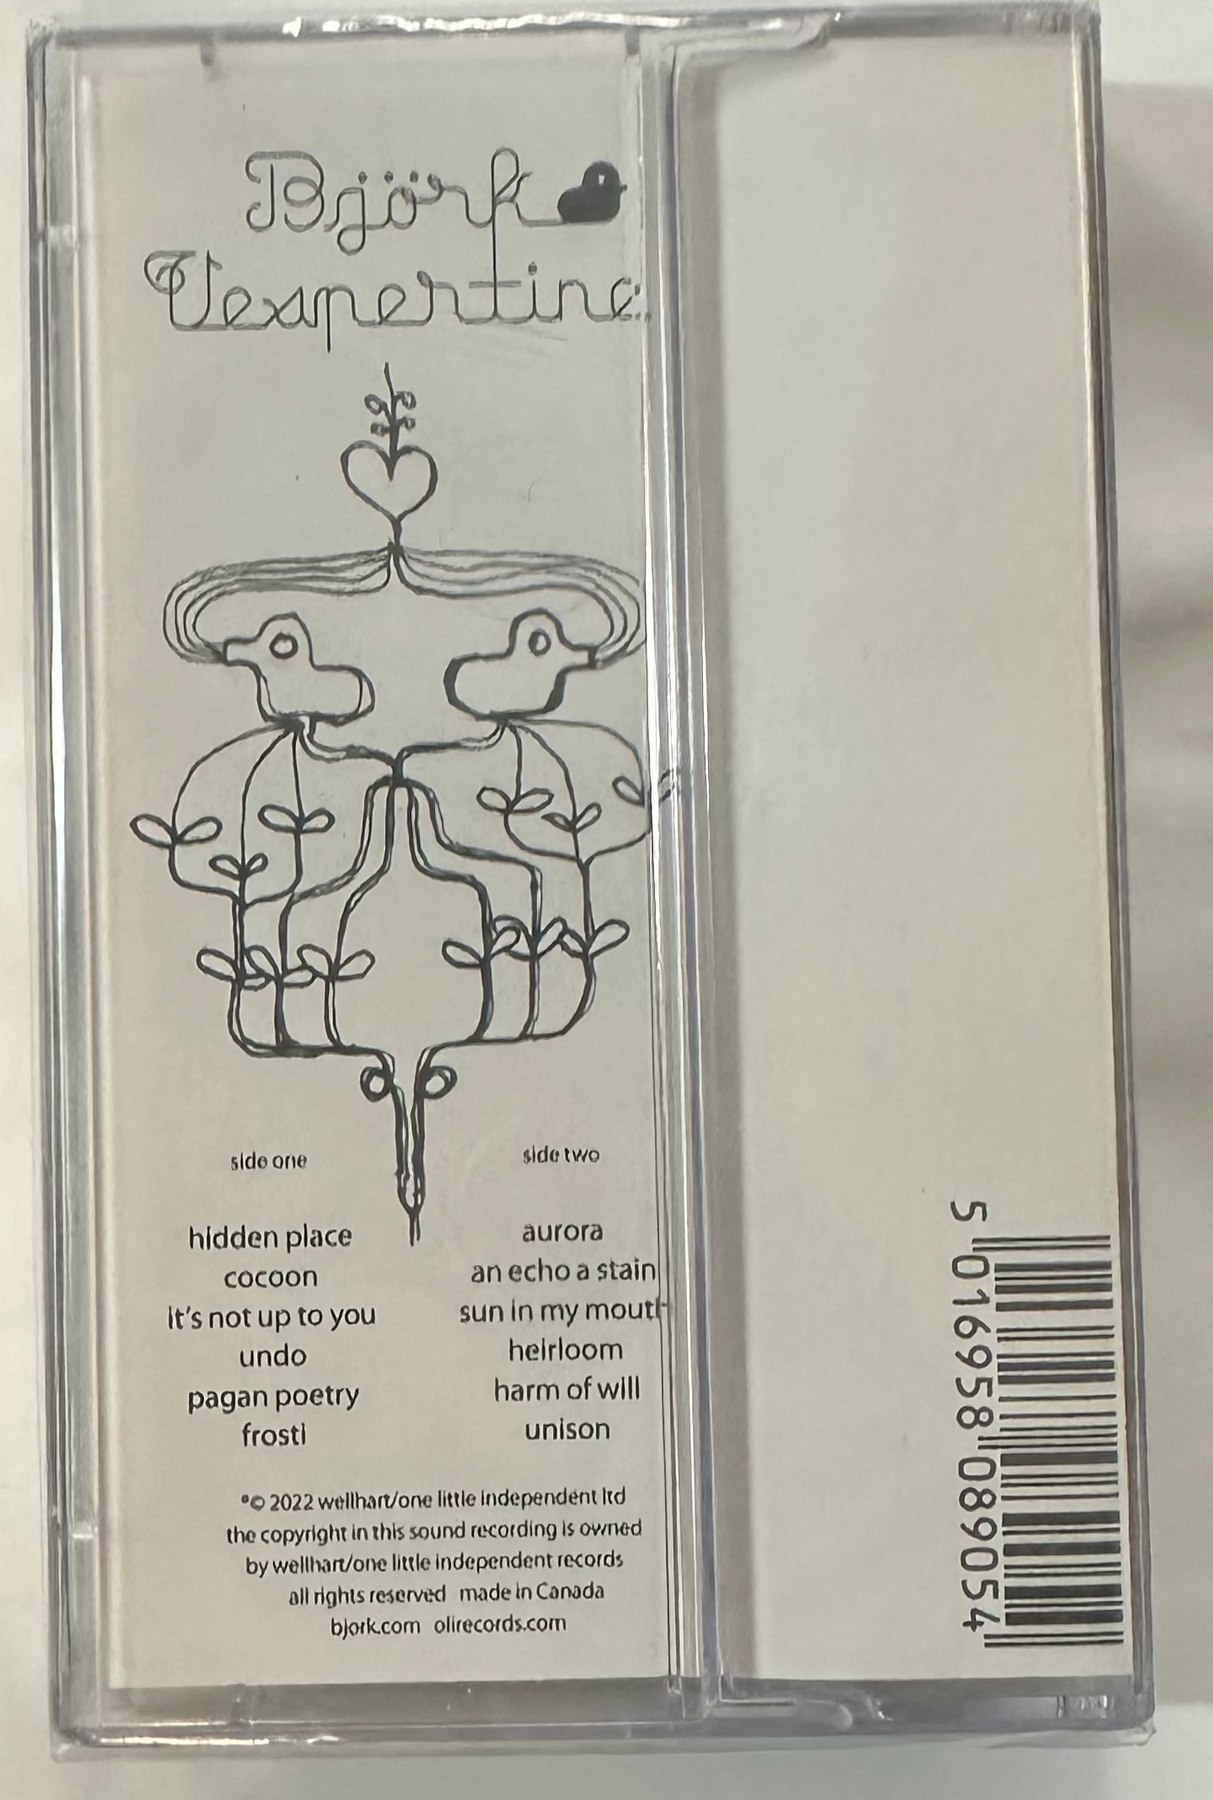 Björk
Vespertine
side one
hidden place
cocoon
it's not up to you
undo
pagan poetry
frosti
side two
aurora
an echo a stain
sun in my mouth
heirloom
harm of will
unison
℗© 2022 wellhart/one little independent ltd
the copyright in this sound recording is owned
by wellhart/one little independent records
all rights reserved made in Canada
bjork.com olirecords.com
5 016958 089054